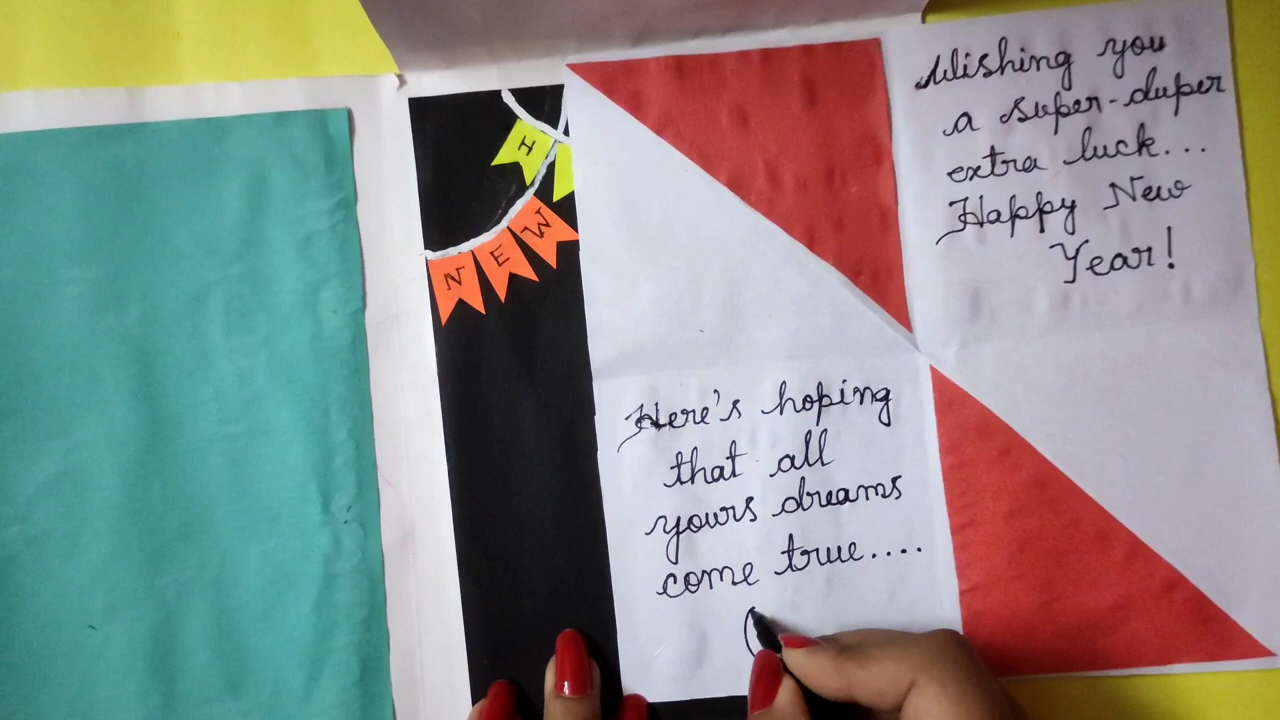 H
NEW
Here's hoping
that all
yours dreams
come true....
Wishing you
a super-duper
extra luck...
Happy New
Year!